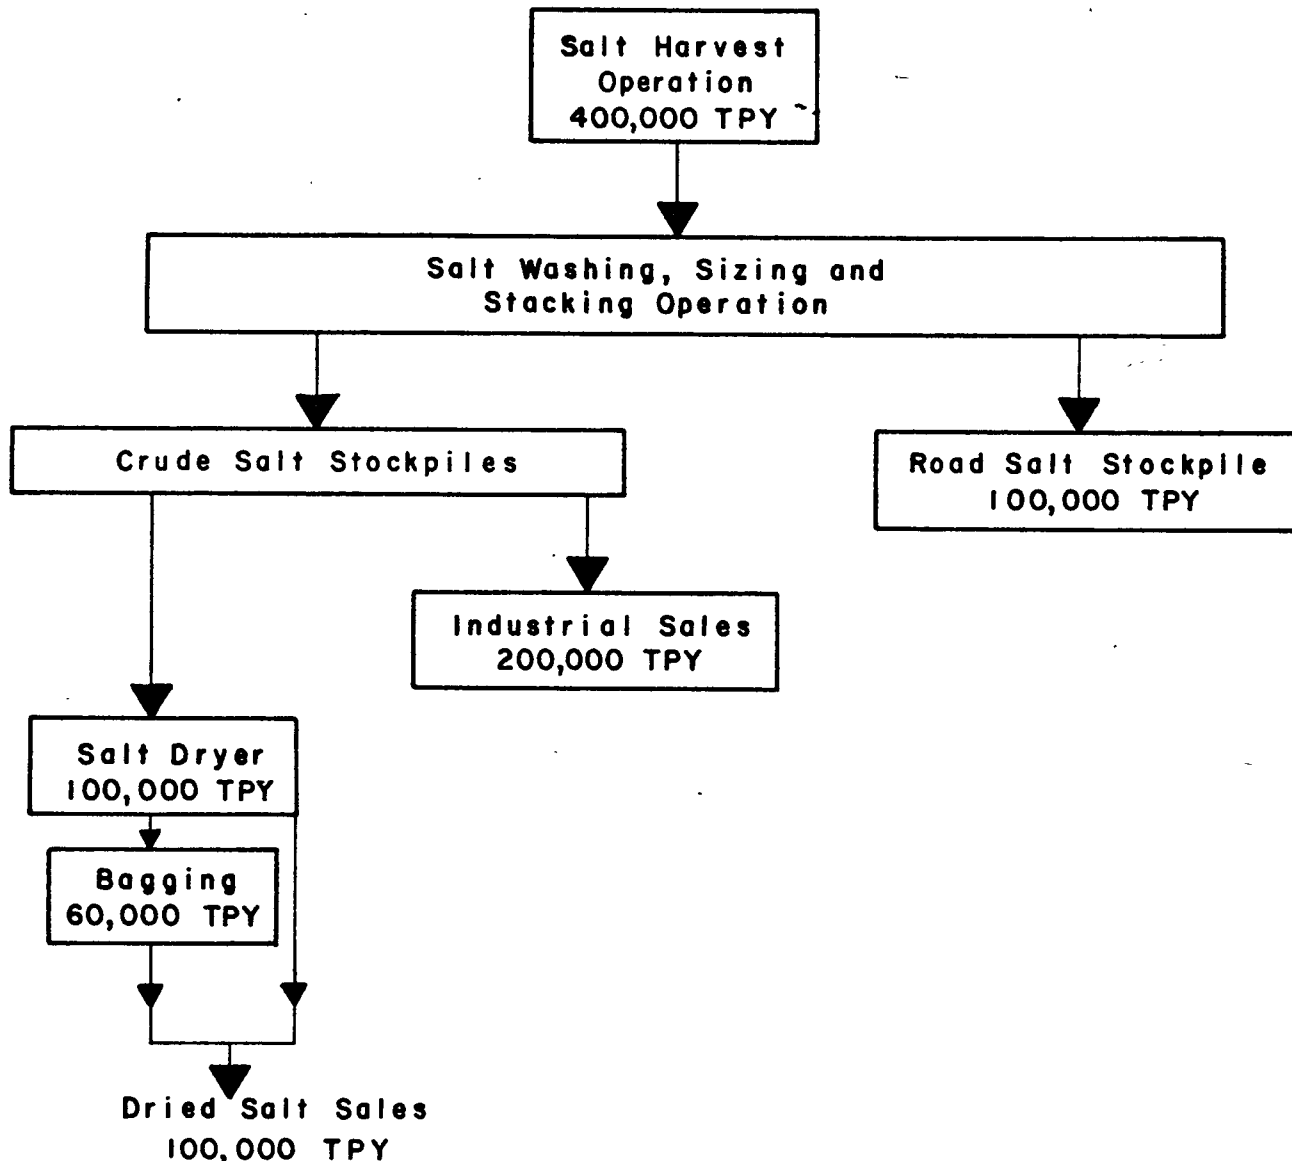 Salt Harvest
Operation
400,000 TPY
Salt Washing, Sizing and
Stacking Operation
Crude Salt Stockpiles
Road Salt Stockpile
100,000 TPY
Industrial Sales
200,000 TPY
Salt Dryer
100,000 TPY
Bagging
60,000 TPY
Dried Salt Sales
100,000 TPY